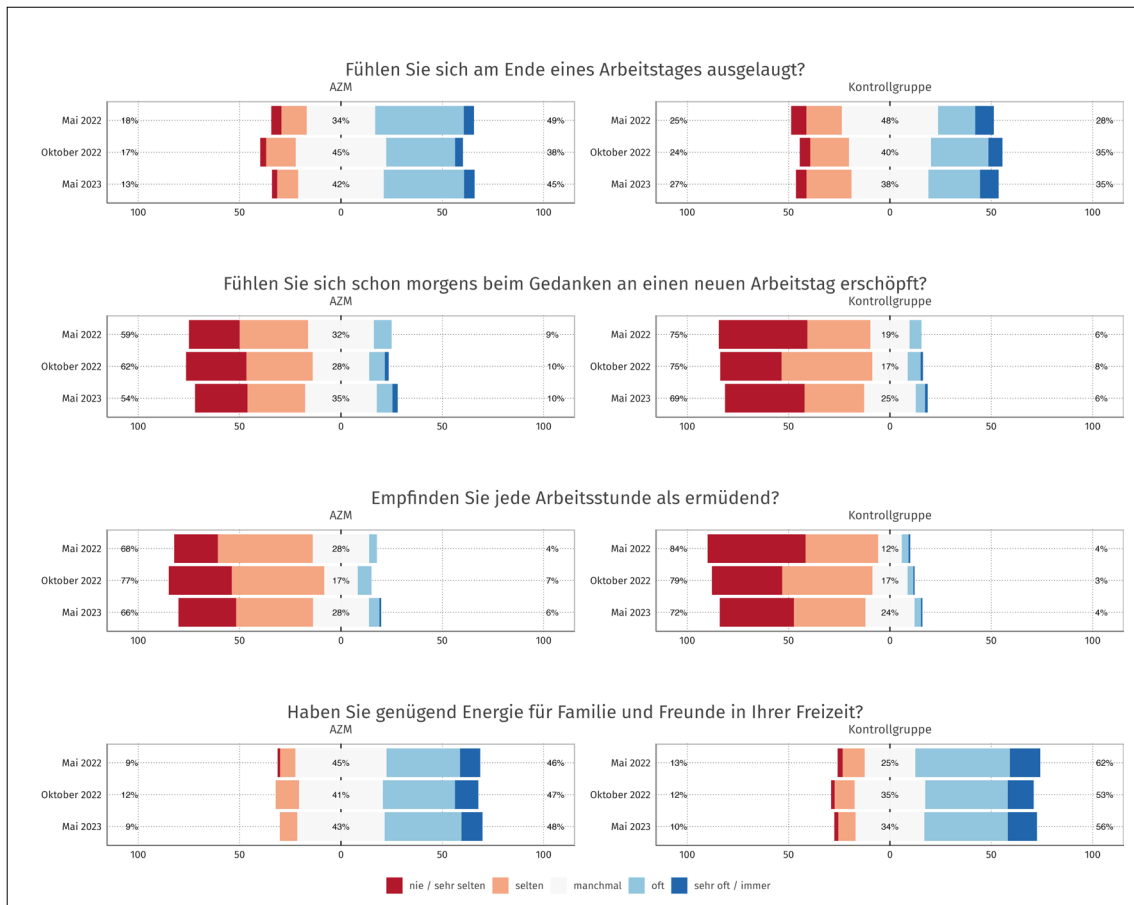 Fühlen Sie sich am Ende eines Arbeitstages ausgelaugt?
AZM Kontrollgruppe
Mai 2022 18% 34% 49% Mai 2022 25% 48% 28%
Oktober 2022 17% 45% 38% Oktober 2022 24% 40% 35%
Mai 2023 13% 42% 45% Mai 2023 27% 38% 35%
100 50 0 50 100 100 50 0 50 100
Fühlen Sie sich schon morgens beim Gedanken an einen neuen Arbeitstag erschöpft?
AZM Kontrollgruppe
Mai 2022 59% 32% 9% Mai 2022 75% 19% 6%
Oktober 2022 62% 28% 10% Oktober 2022 75% 17% 8%
Mai 2023 54% 35% 10% Mai 2023 69% 25% 6%
100 50 0 50 100 100 50 0 50 100
Empfinden Sie jede Arbeitsstunde als ermüdend?
AZM Kontrollgruppe
Mai 2022 68% 28% 4% Mai 2022 84% 12% 4%
Oktober 2022 77% 17% 7% Oktober 2022 79% 17% 3%
Mai 2023 66% 28% 6% Mai 2023 72% 24% 4%
100 50 0 50 100 100 50 0 50 100
Haben Sie genügend Energie für Familie und Freunde in Ihrer Freizeit?
AZM Kontrollgruppe
Mai 2022 9% 45% 46% Mai 2022 13% 25% 62%
Oktober 2022 12% 41% 47% Oktober 2022 12% 35% 53%
Mai 2023 9% 43% 48% Mai 2023 10% 34% 56%
100 50 0 50 100 100 50 0 50 100
nie / sehr selten selten manchmal oft sehr oft / immer